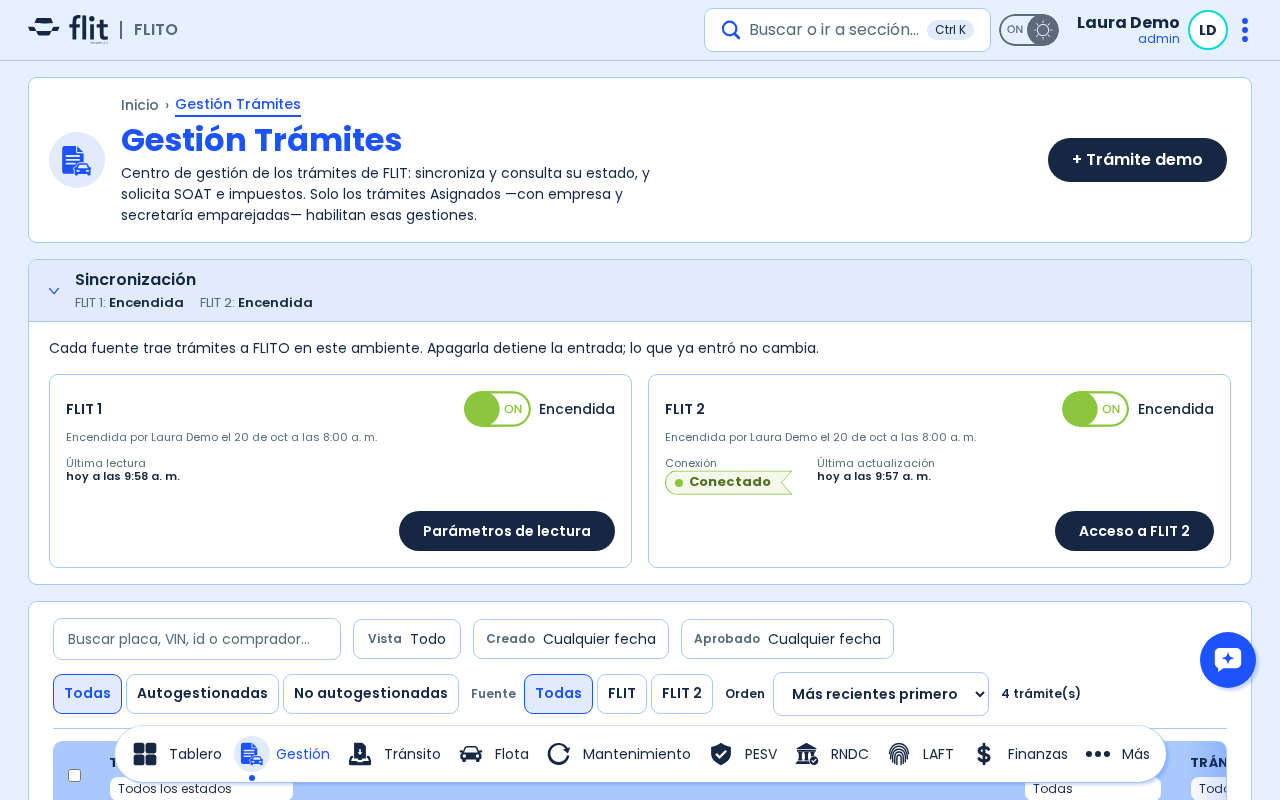 flit
FLITO
Buscar o ir a sección...
Ctrl K
ON
Laura Demo
admin
LD
Inicio › Gestión Trámites
Gestión Trámites
Centro de gestión de los trámites de FLIT: sincroniza y consulta su estado, y
solicita SOAT e impuestos. Solo los trámites Asignados —con empresa y
secretaría emparejadas— habilitan esas gestiones.
+ Trámite demo
Sincronización
FLIT 1: Encendida FLIT 2: Encendida
Cada fuente trae trámites a FLITO en este ambiente. Apagarla detiene la entrada; lo que ya entró no cambia.
FLIT 1
ON
Encendida
Encendida por Laura Demo el 20 de oct a las 8:00 a. m.
Última lectura
hoy a las 9:58 a. m.
Parámetros de lectura
FLIT 2
ON
Encendida
Encendida por Laura Demo el 20 de oct a las 8:00 a. m.
Conexión
Conectado
Última actualización
hoy a las 9:57 a. m.
Acceso a FLIT 2
Buscar placa, VIN, id o comprador...
Vista Todo
Creado Cualquier fecha
Aprobado Cualquier fecha
Todas Autogestionadas No autogestionadas Fuente Todas FLIT FLIT 2 Orden Más recientes primero 4 trámite(s)
Tablero Gestión Tránsito Flota Mantenimiento PESV RNDC LAFT Finanzas Más
Todos los estados
Todas